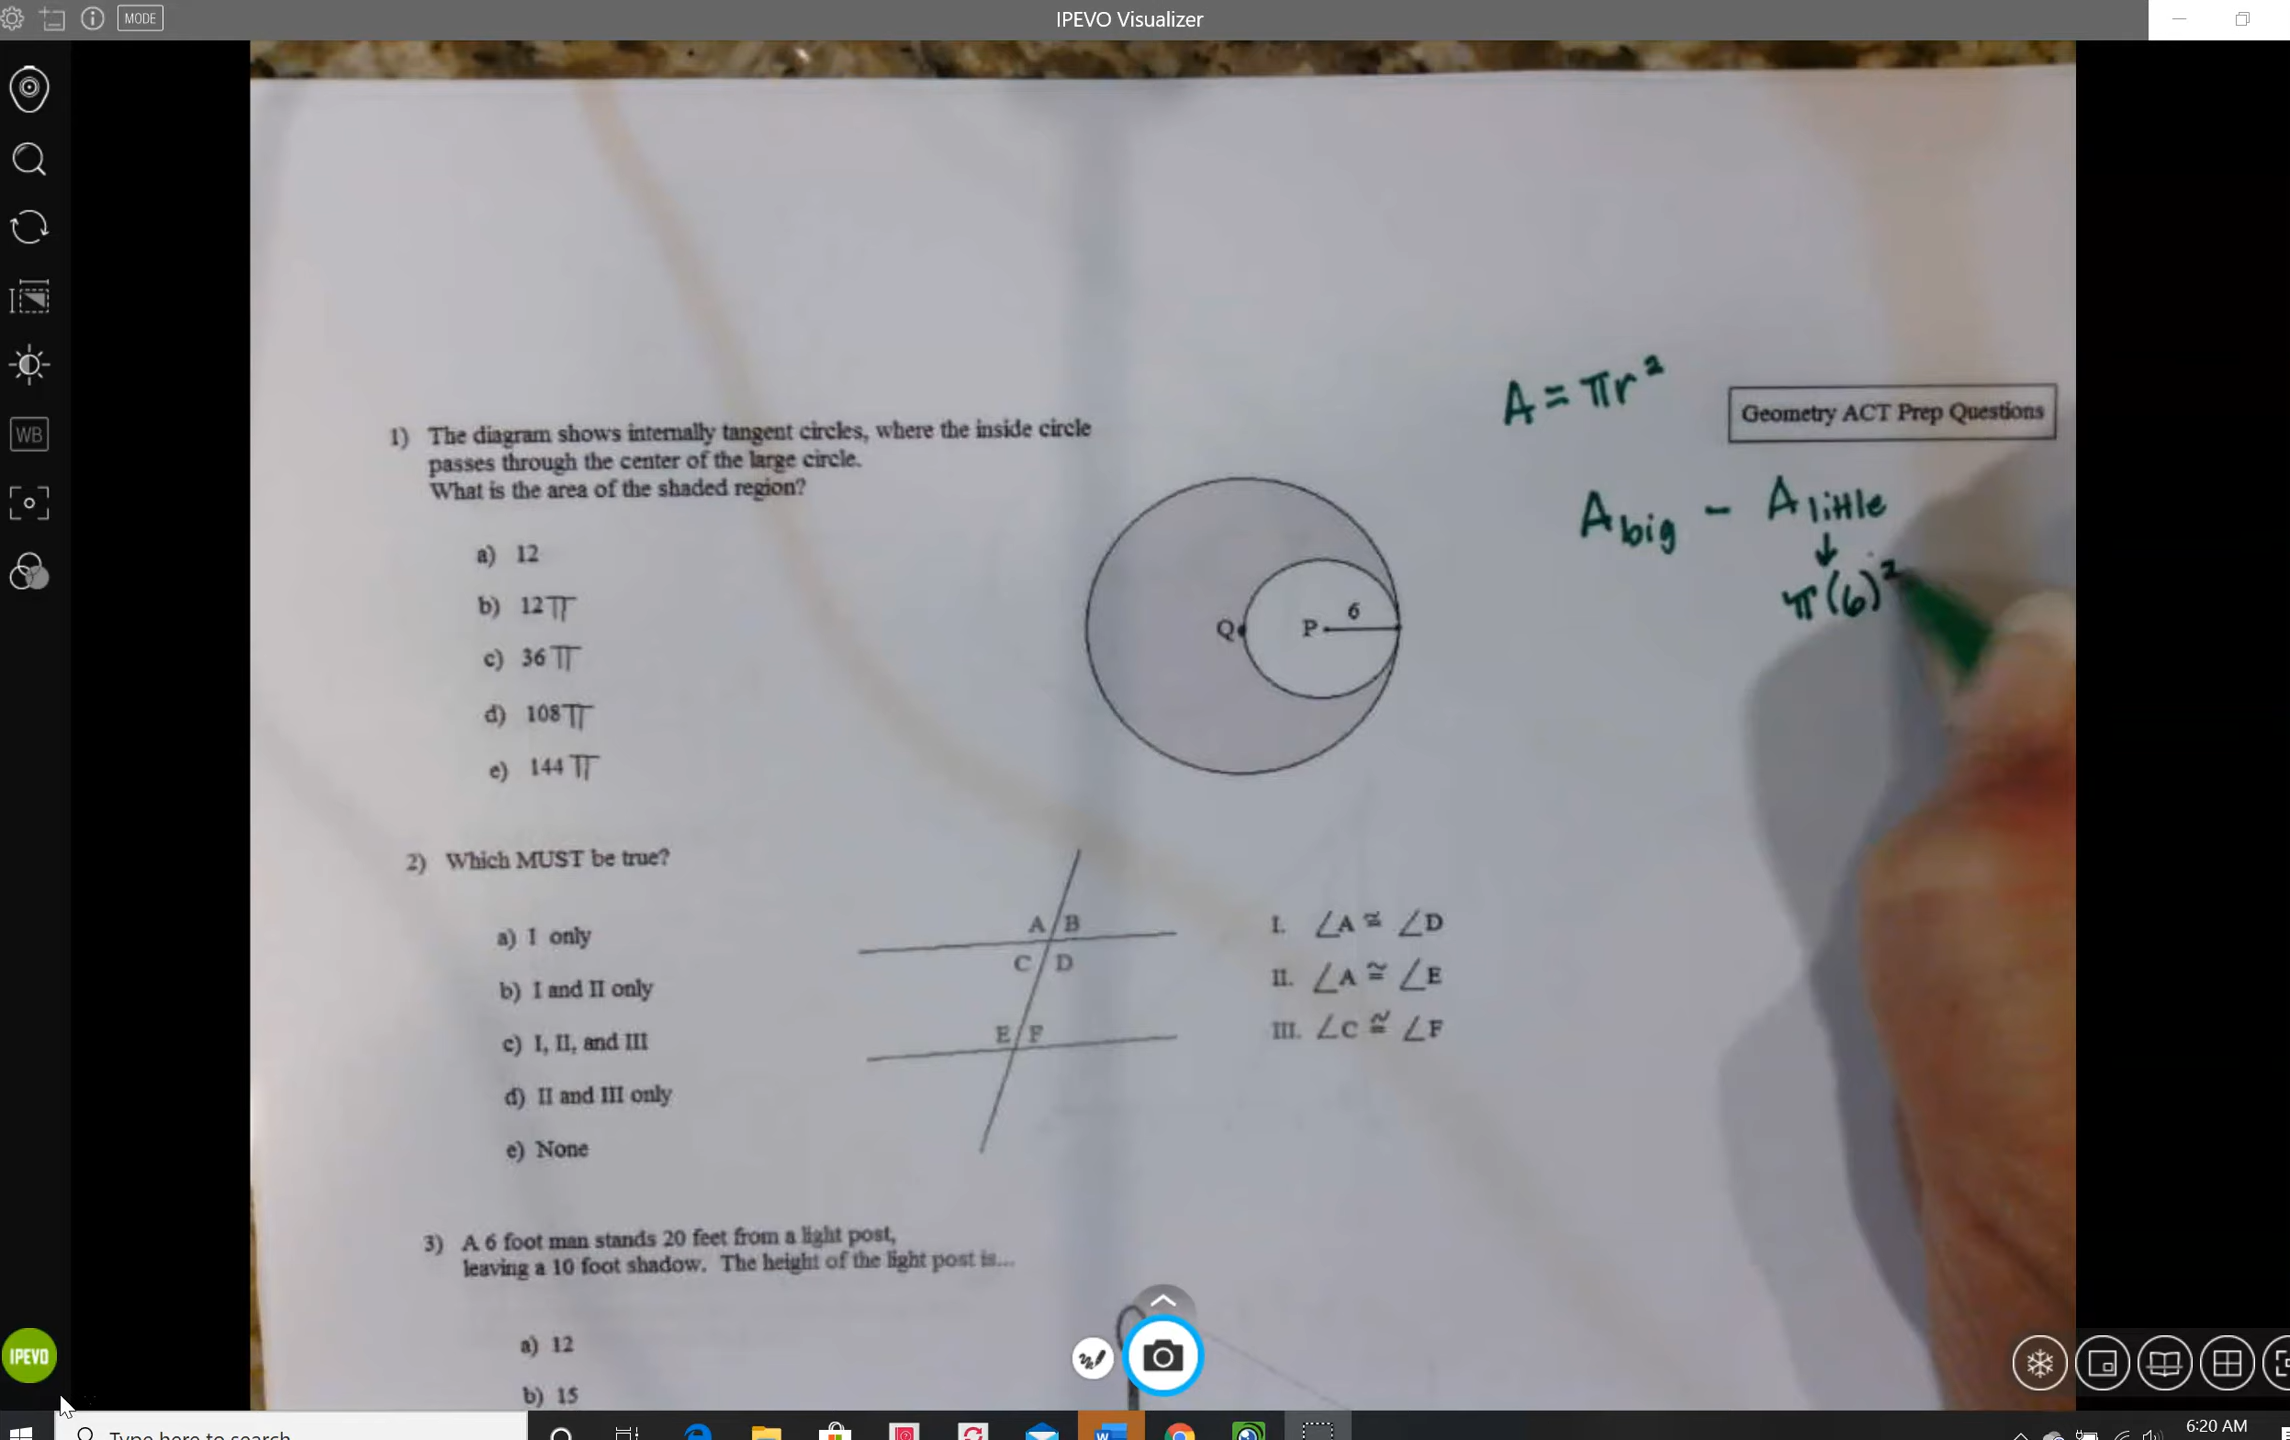 MODE
IPEVO Visualizer
WB
A = πr²
Geometry ACT Prep Questions
1) The diagram shows internally tangent circles, where the inside circle
passes through the center of the large circle.
What is the area of the shaded region?
A big - A little
π(6)²
a) 12
b) 12π
c) 36π
d) 108π
e) 144π
Q P 6
2) Which MUST be true?
a) I only
b) I and II only
c) I, II, and III
d) II and III only
e) None
A B
C D
E F
I. ∠A ≅ ∠D
II. ∠A ≅ ∠E
III. ∠C ≅ ∠F
3) A 6 foot man stands 20 feet from a light post,
leaving a 10 foot shadow. The height of the light post is...
a) 12
b) 15
IPEVO
Type here to search
6:20 AM